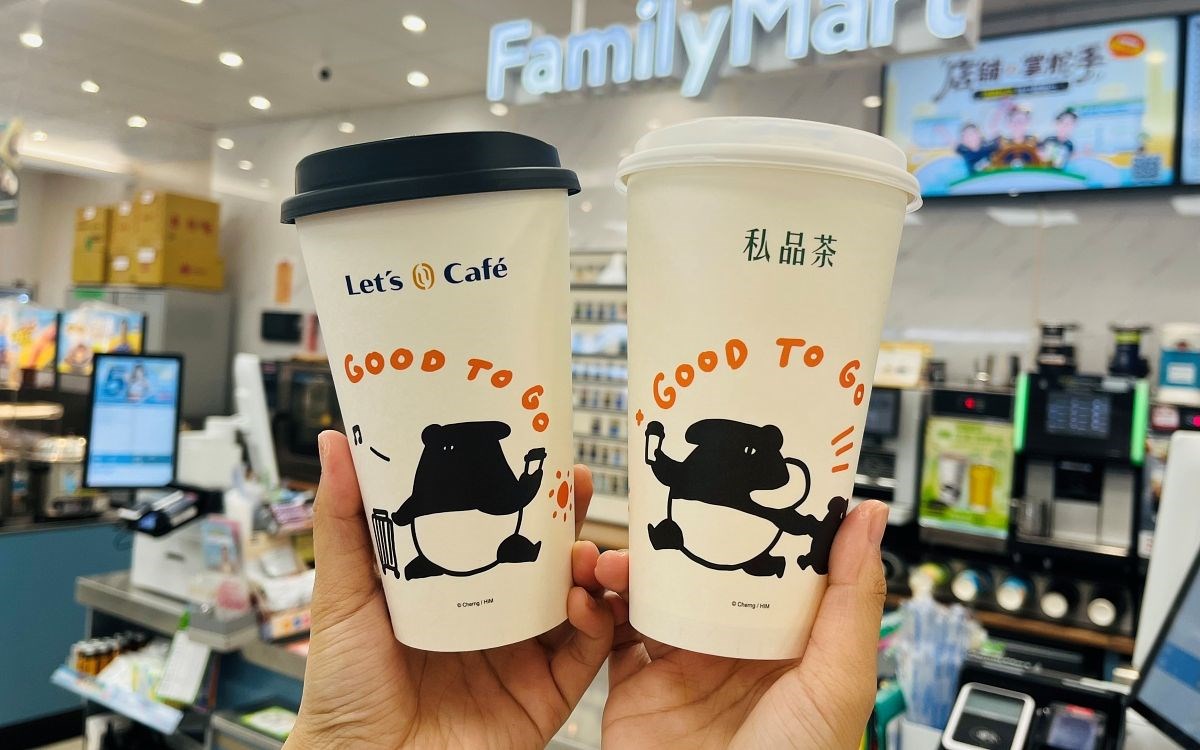 FamilyMart
店舖 掌舵手
Let's Café
GOOD TO GO
© Cherng / HIM
私品茶
GOOD TO GO
© Cherng / HIM
5